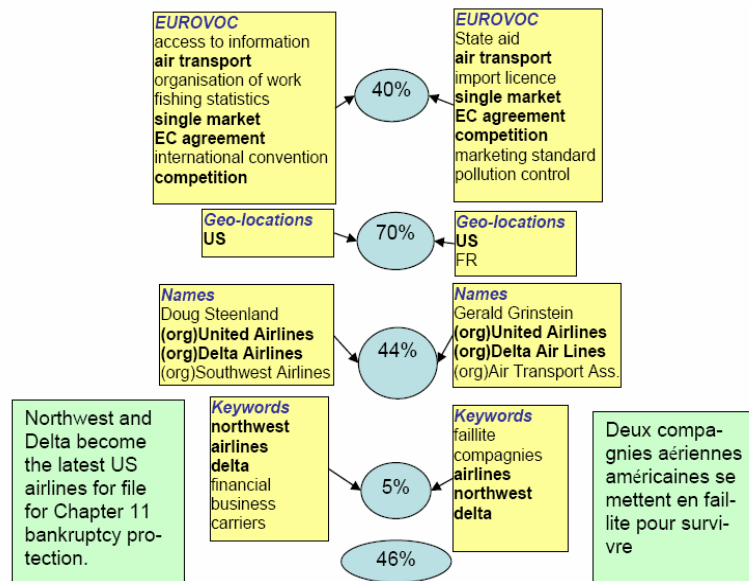 EUROVOC
access to information
air transport
organisation of work
fishing statistics
single market
EC agreement
international convention
competition
40%
EUROVOC
State aid
air transport
import licence
single market
EC agreement
competition
marketing standard
pollution control
Geo-locations
US
70%
Geo-locations
US
FR
Names
Doug Steenland
(org)United Airlines
(org)Delta Airlines
(org)Southwest Airlines
44%
Names
Gerald Grinstein
(org)United Airlines
(org)Delta Air Lines
(org)Air Transport Ass.
Northwest and
Delta become
the latest US
airlines for file
for Chapter 11
bankruptcy pro-
tection.
Keywords
northwest
airlines
delta
financial
business
carriers
5%
Keywords
faillite
compagnies
airlines
northwest
delta
Deux compa-
gnies aériennes
américaines se
mettent en fail-
lite pour survi-
vre
46%